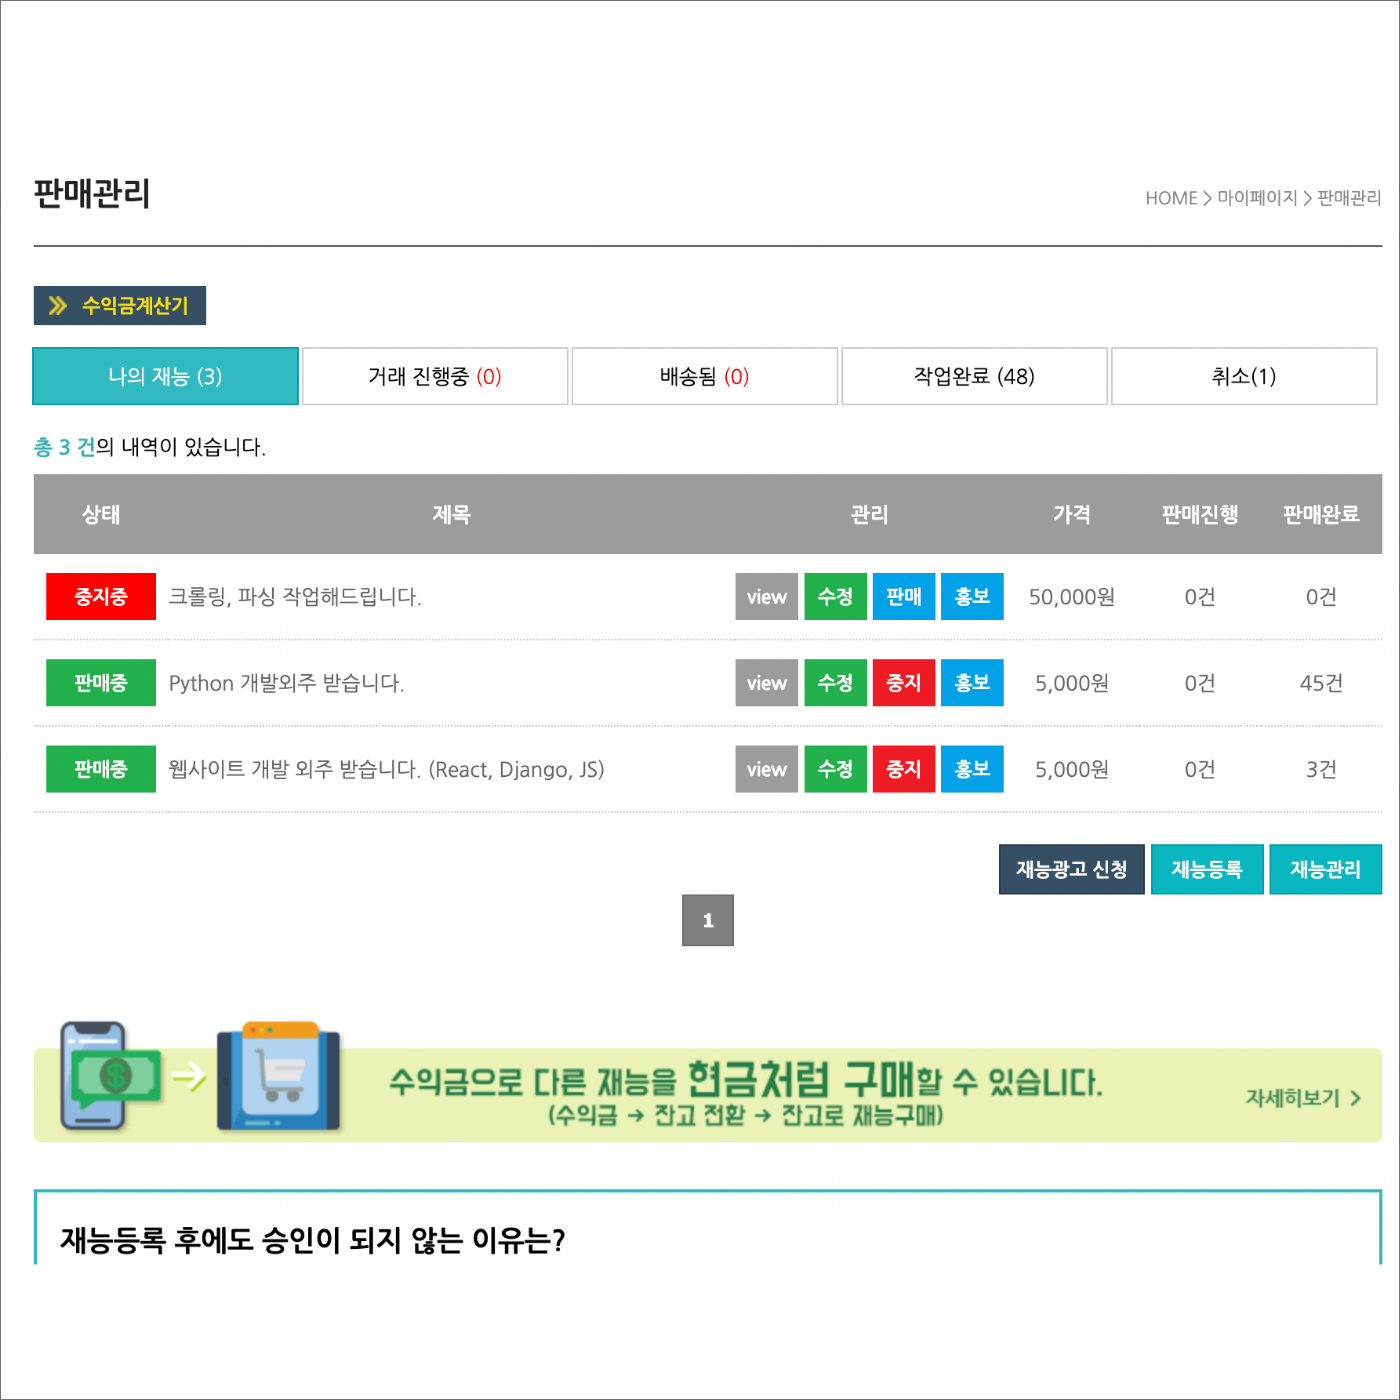 판매관리
HOME > 마이페이지 > 판매관리
수익금계산기
나의 재능 (3) 거래 진행중 (0) 배송됨 (0) 작업완료 (48) 취소(1)
총 3 건의 내역이 있습니다.
상태 제목 관리 가격 판매진행 판매완료
중지중 크롤링, 파싱 작업해드립니다. view 수정 판매 홍보 50,000원 0건 0건
판매중 Python 개발외주 받습니다. view 수정 중지 홍보 5,000원 0건 45건
판매중 웹사이트 개발 외주 받습니다. (React, Django, JS) view 수정 중지 홍보 5,000원 0건 3건
재능광고 신청 재능등록 재능관리
1
수익금으로 다른 재능을 현금처럼 구매할 수 있습니다.
(수익금 → 잔고 전환 → 잔고로 재능구매)
자세히보기 >
재능등록 후에도 승인이 되지 않는 이유는?